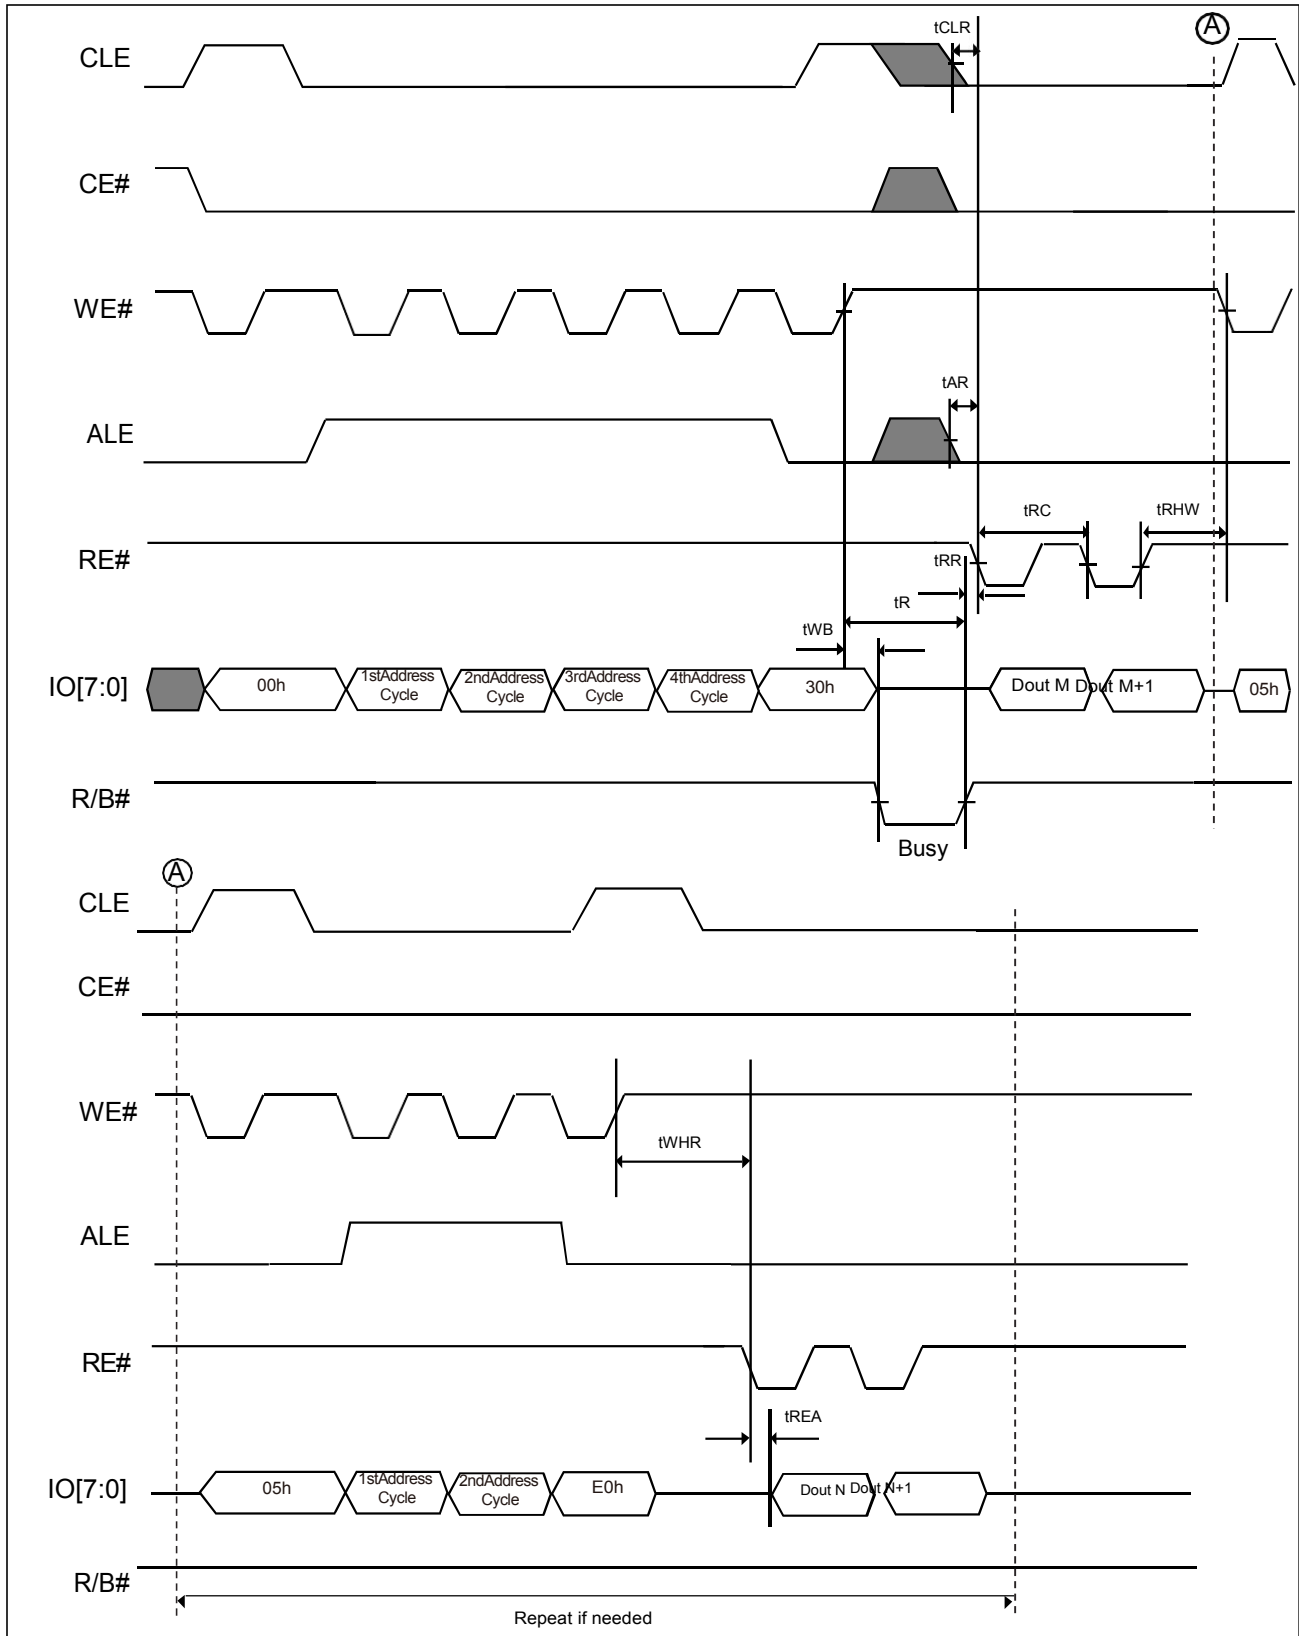 tCLR
A
CLE
CE#
WE#
tAR
ALE
tRC
tRHW
RE#
tRR
tR
tWB
IO[7:0]
00h
1stAddress
Cycle
2ndAddress
Cycle
3rdAddress
Cycle
4thAddress
Cycle
30h
Dout M
Dout M+1
05h
R/B#
Busy
A
CLE
CE#
WE#
tWHR
ALE
RE#
tREA
IO[7:0]
05h
1stAddress
Cycle
2ndAddress
Cycle
E0h
Dout N
Dout N+1
R/B#
Repeat if needed